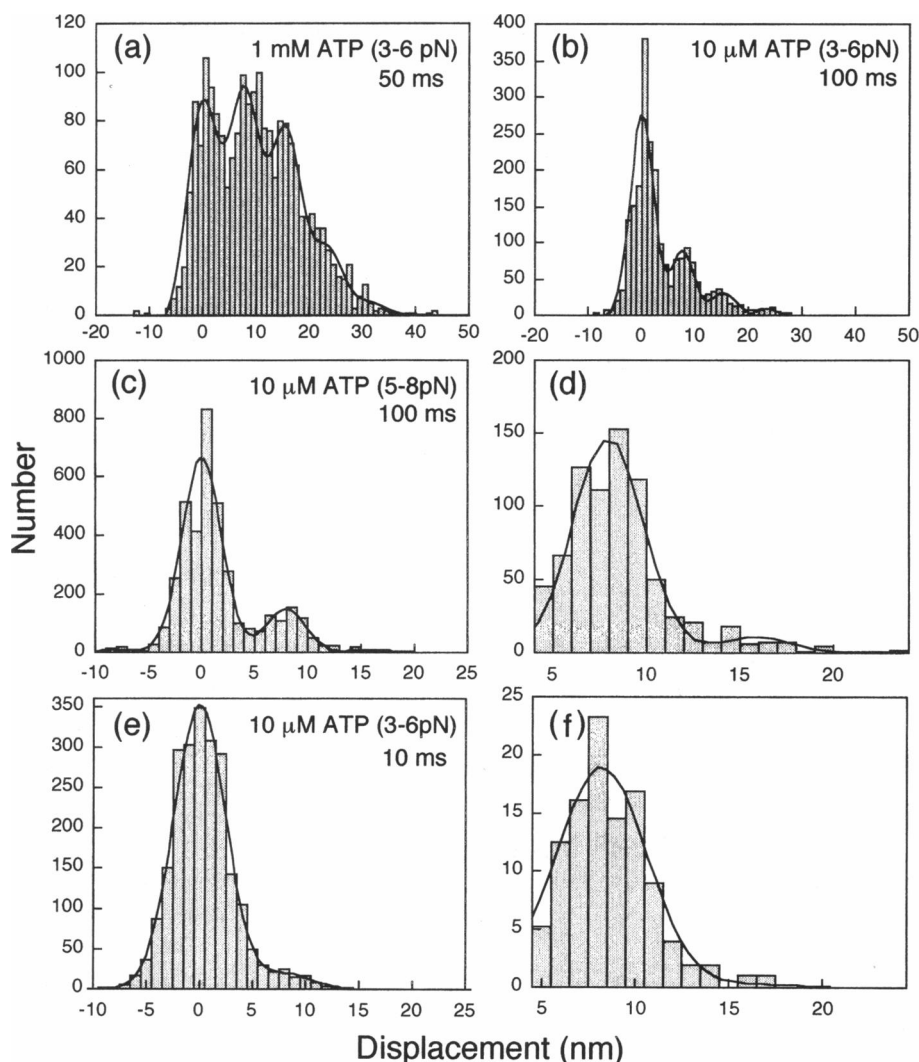 (a) 1 mM ATP (3-6 pN)
50 ms
120
100
80
60
40
20
0
-20 -10 0 10 20 30 40 50
(b) 10 μM ATP (3-6pN)
100 ms
400
350
300
250
200
150
100
50
0
-20 -10 0 10 20 30 40 50
(c) 10 μM ATP (5-8pN)
100 ms
1000
800
600
400
200
0
-10 -5 0 5 10 15 20 25
(d)
200
150
100
50
0
5 10 15 20
(e) 10 μM ATP (3-6pN)
10 ms
350
300
250
200
150
100
50
0
-10 -5 0 5 10 15 20 25
(f)
25
20
15
10
5
0
5 10 15 20
Number
Displacement (nm)